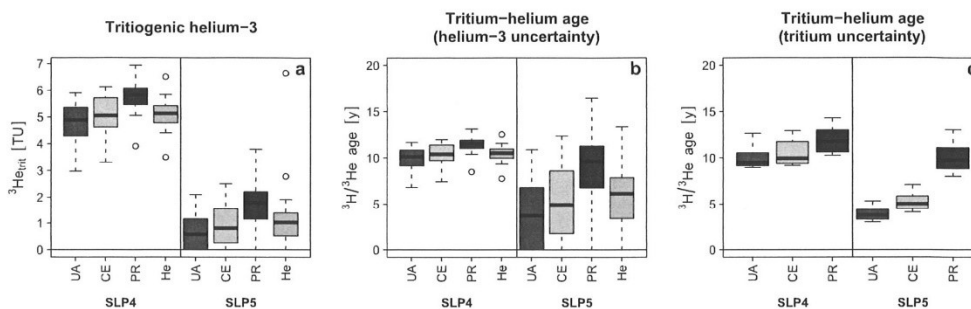 Tritiogenic helium−3
³He_trit [TU]
7
6
5
4
3
2
1
0
a
UA
CE
PR
He
UA
CE
PR
He
SLP4
SLP5
Tritium−helium age
(helium−3 uncertainty)
³H/³He age [y]
20
15
10
5
0
b
UA
CE
PR
He
UA
CE
PR
He
SLP4
SLP5
Tritium−helium age
(tritium uncertainty)
³H/³He age [y]
20
15
10
5
0
UA
CE
PR
UA
CE
PR
SLP4
SLP5